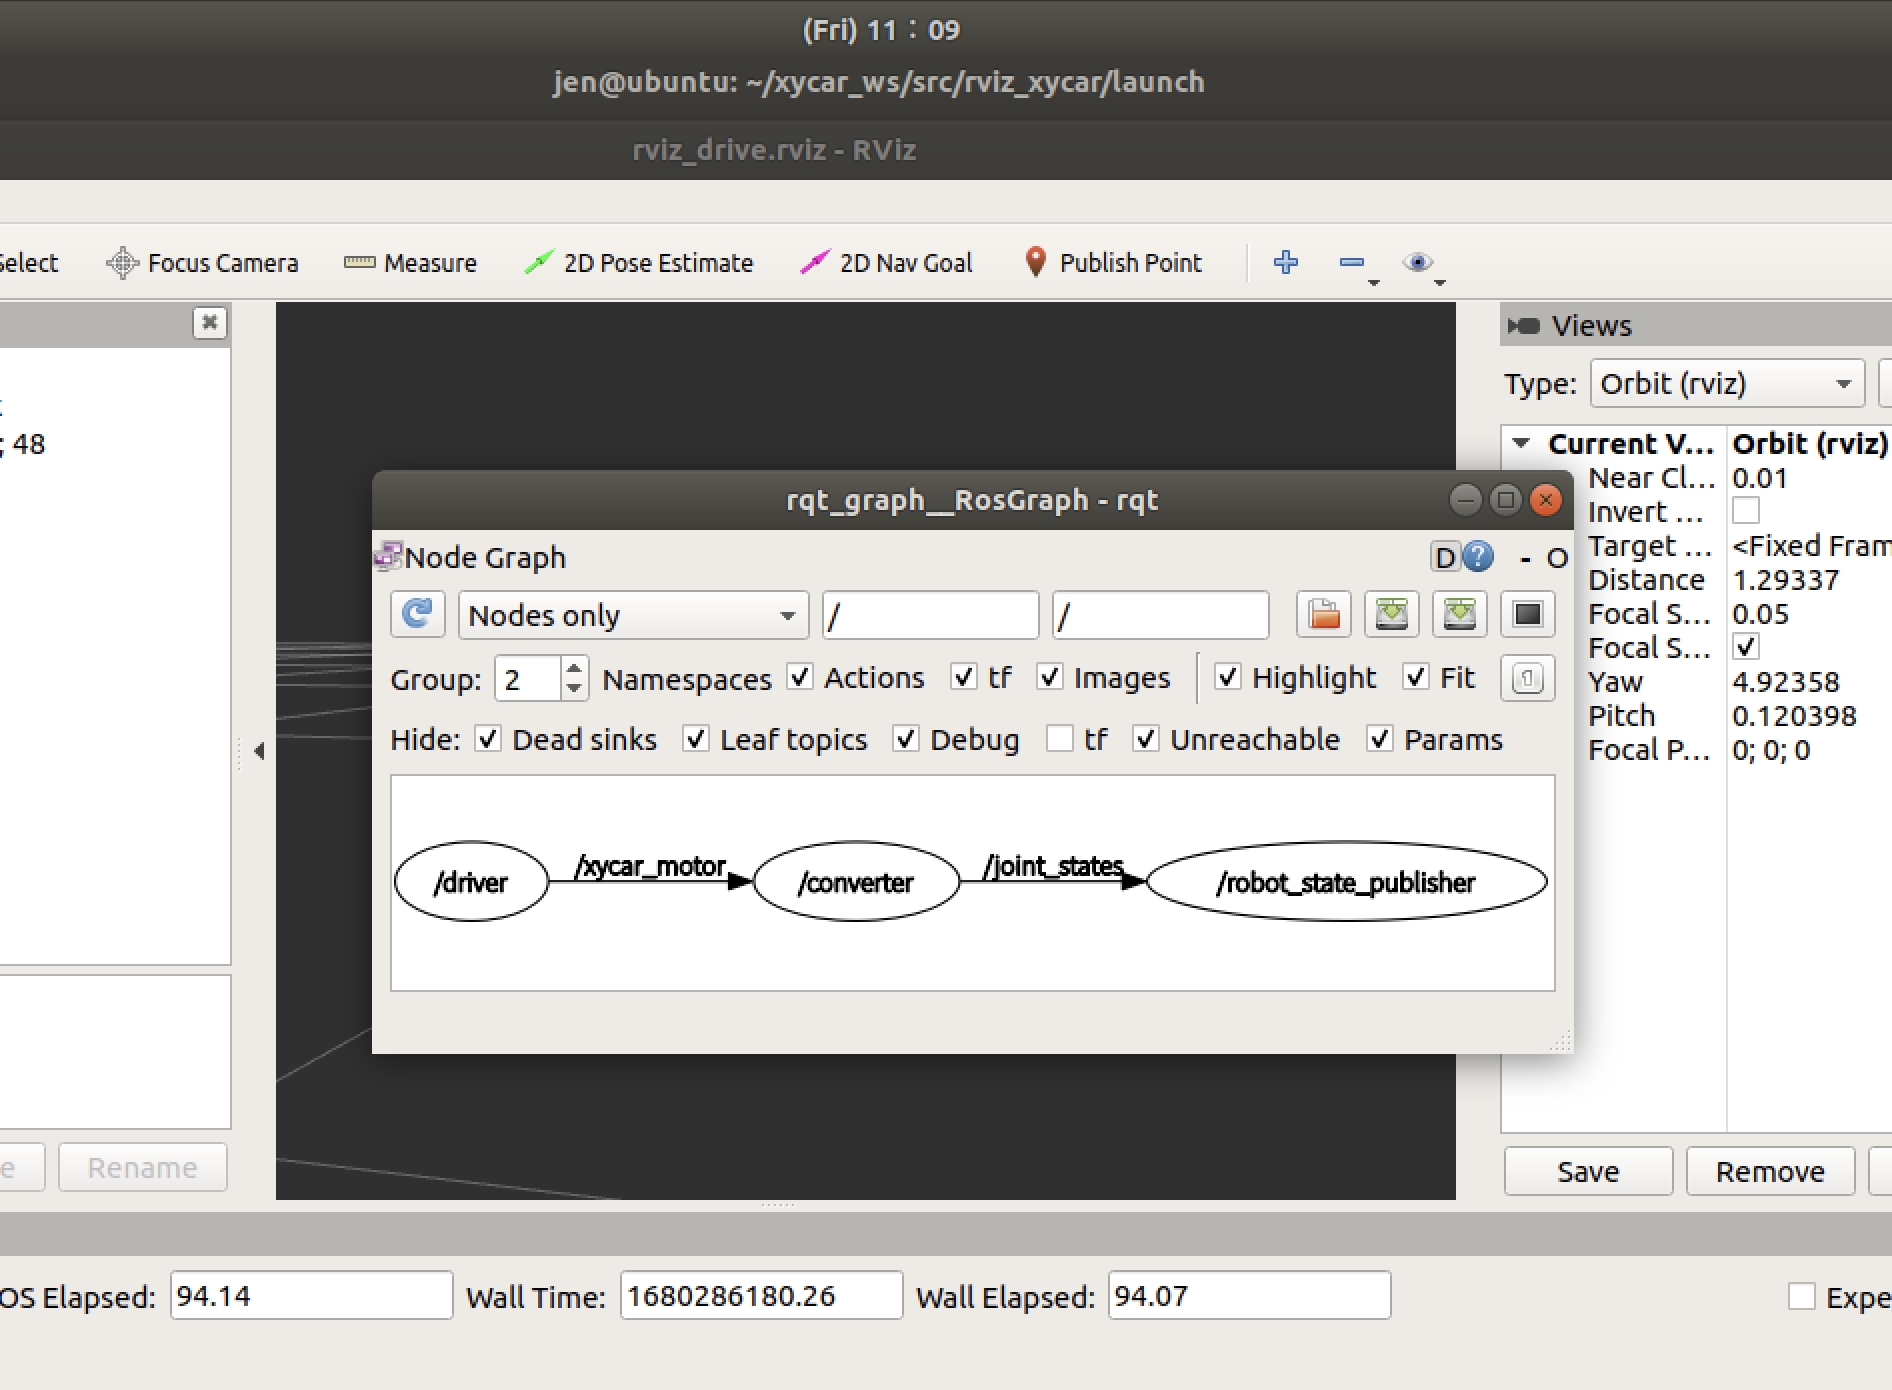 (Fri) 11 : 09
jen@ubuntu: ~/xycar_ws/src/rviz_xycar/launch
rviz_drive.rviz - RViz
Select Focus Camera Measure 2D Pose Estimate 2D Nav Goal Publish Point
Views
Type: Orbit (rviz)
; 48
Current V... Orbit (rviz)
Near Cl... 0.01
Invert ...
Target ... <Fixed Fram
Distance 1.29337
Focal S... 0.05
Focal S...
Yaw 4.92358
Pitch 0.120398
Focal P... 0; 0; 0
rqt_graph__RosGraph - rqt
Node Graph D ? - O
Nodes only / /
Group: 2 Namespaces Actions tf Images Highlight Fit
Hide: Dead sinks Leaf topics Debug tf Unreachable Params
/driver /xycar_motor /converter /joint_states /robot_state_publisher
e Rename
Save Remove
OS Elapsed: 94.14 Wall Time: 1680286180.26 Wall Elapsed: 94.07 Expe